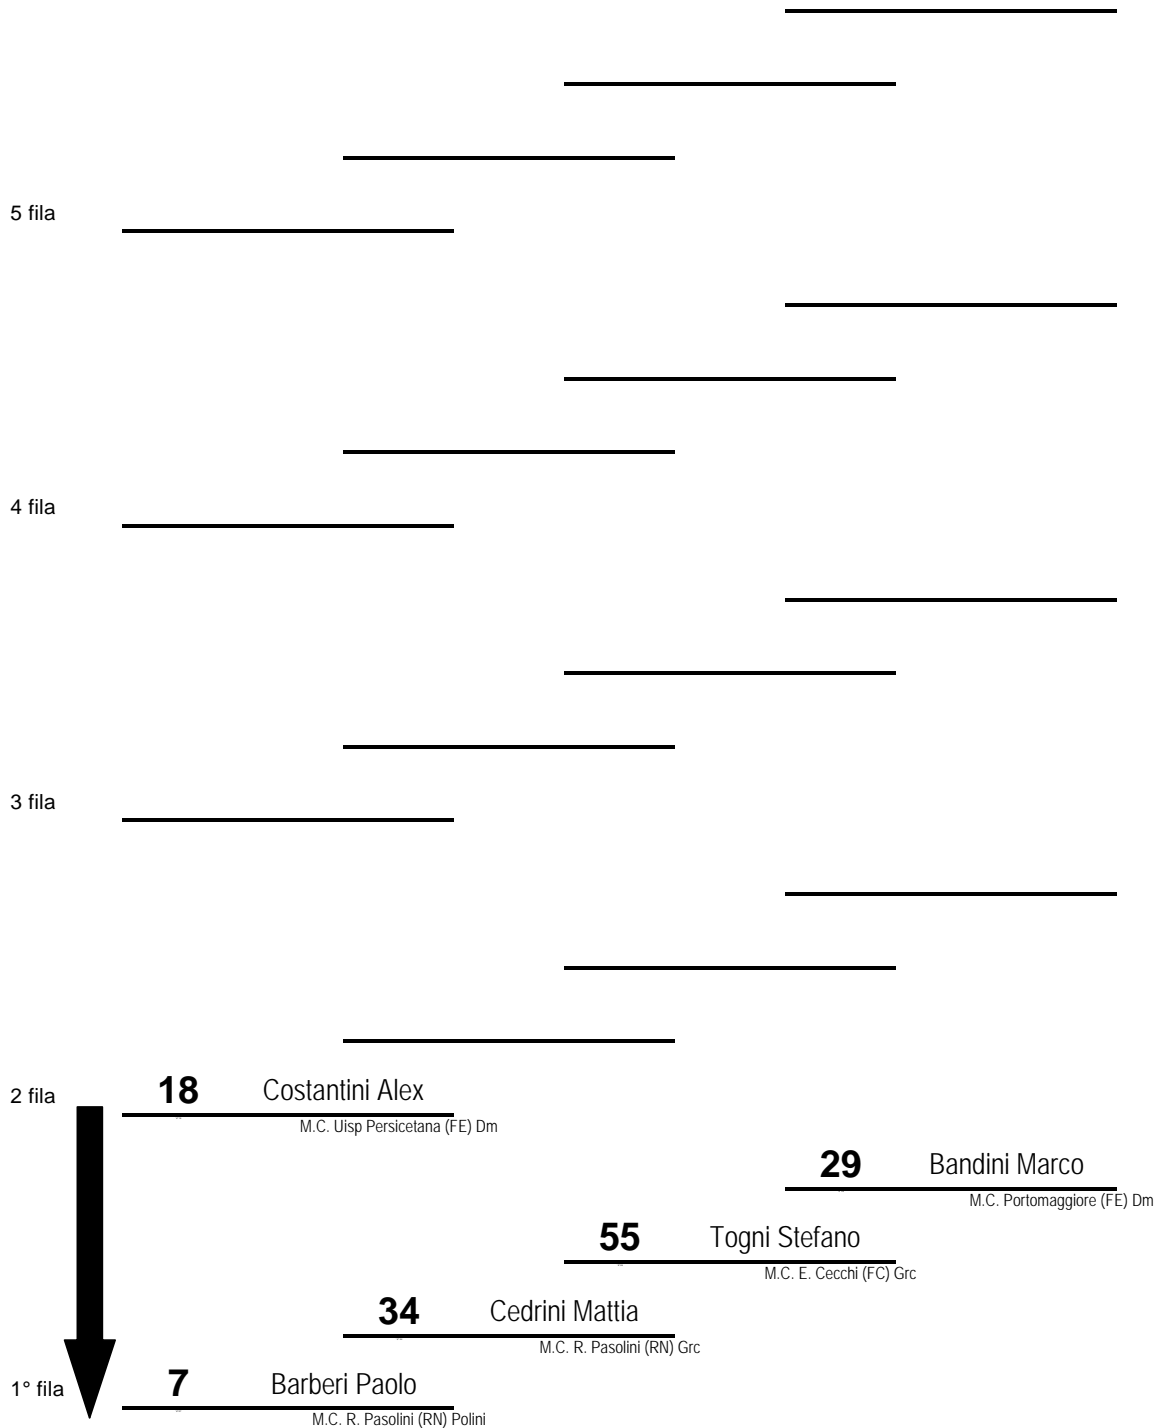 5 fila
4 fila
3 fila
2 fila 18 Costantini Alex
M.C. Uisp Persicetana (FE) Dm
29 Bandini Marco
M.C. Portomaggiore (FE) Dm
55 Togni Stefano
M.C. E. Cecchi (FC) Grc
34 Cedrini Mattia
M.C. R. Pasolini (RN) Grc
1° fila 7 Barberi Paolo
M.C. R. Pasolini (RN) Polini